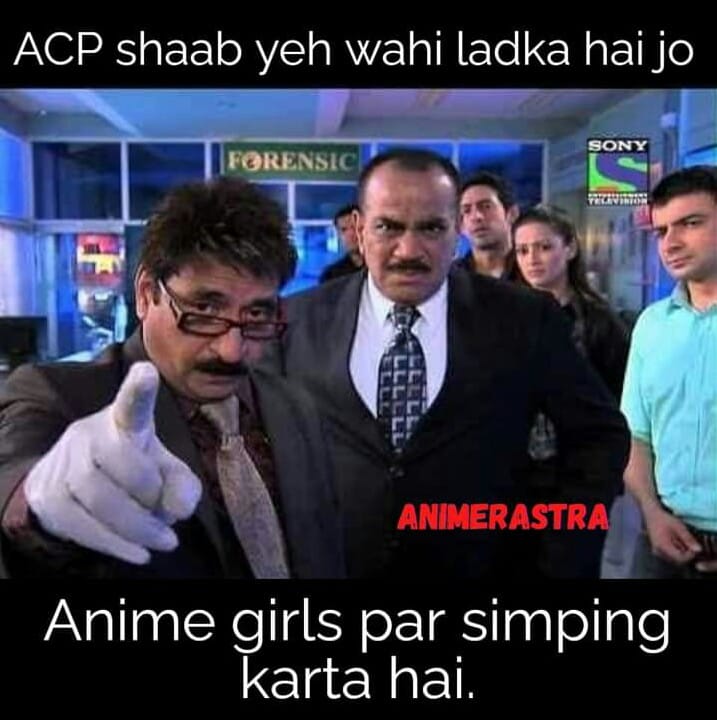 ACP shaab yeh wahi ladka hai jo
FORENSIC
SONY
ENTERTAINMENT
TELEVISION
ANIMERASTRA
Anime girls par simping
karta hai.